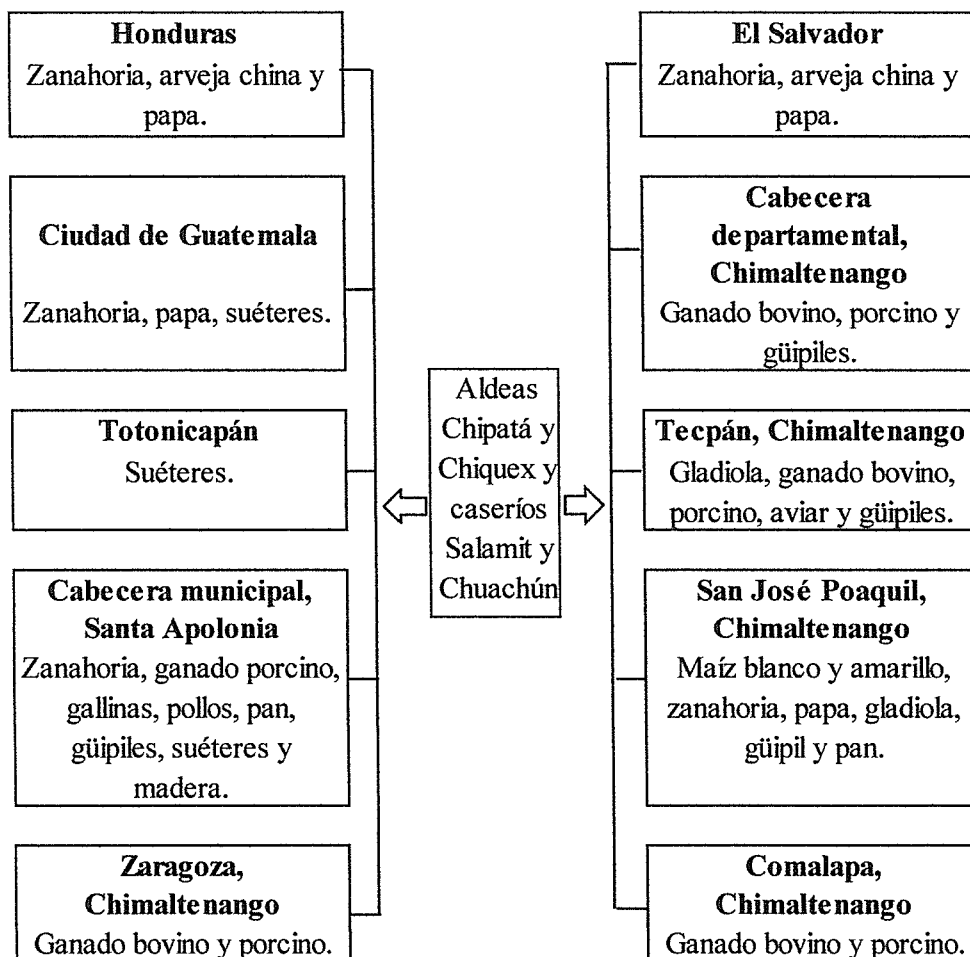 Honduras
Zanahoria, arveja china y
papa.
Ciudad de Guatemala
Zanahoria, papa, suéteres.
Totonicapán
Suéteres.
Cabecera municipal,
Santa Apolonia
Zanahoria, ganado porcino,
gallinas, pollos, pan,
güipiles, suéteres y
madera.
Zaragoza,
Chimaltenango
Ganado bovino y porcino.
Aldeas
Chipatá y
Chiquex y
caseríos
Salamit y
Chuachún
El Salvador
Zanahoria, arveja china y
papa.
Cabecera
departamental,
Chimaltenango
Ganado bovino, porcino y
güipiles.
Tecpán, Chimaltenango
Gladiola, ganado bovino,
porcino, aviar y güipiles.
San José Poaquil,
Chimaltenango
Maíz blanco y amarillo,
zanahoria, papa, gladiola,
güipil y pan.
Comalapa,
Chimaltenango
Ganado bovino y porcino.